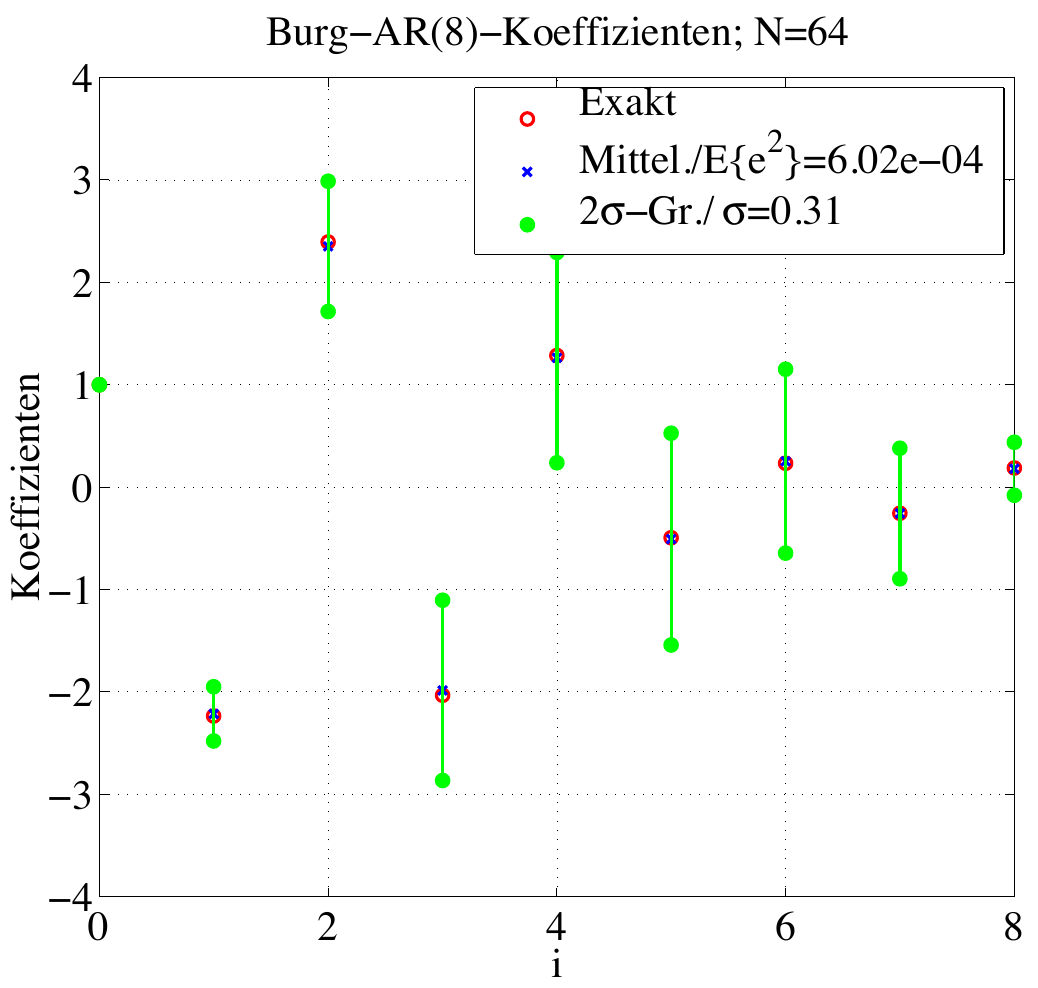 Burg−AR(8)−Koeffizienten; N=64
Exakt
Mittel./E{e²}=6.02e−04
2σ−Gr./ σ=0.31
Koeffizienten
4
3
2
1
0
−1
−2
−3
−4
0 2 4 6 8
i